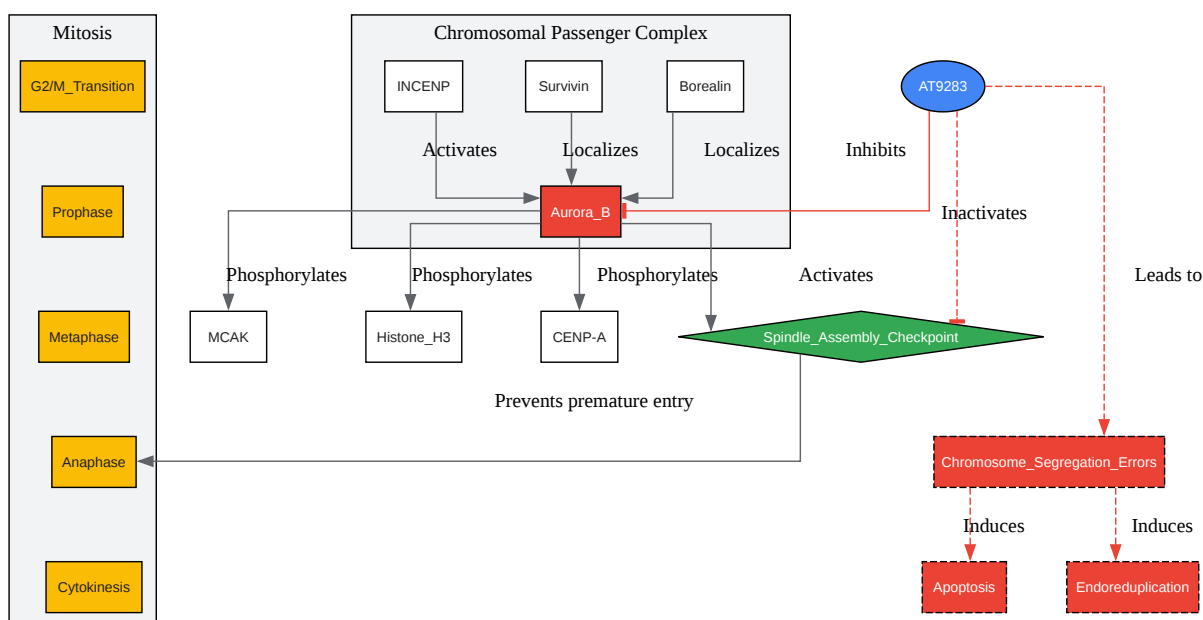 Mitosis
Chromosomal Passenger Complex
G2/M_Transition
INCENP
Survivin
Borealin
AT9283
Activates
Localizes
Localizes
Inhibits
Prophase
Aurora_B
Inactivates
Phosphorylates
Phosphorylates
Phosphorylates
Activates
Leads to
Metaphase
MCAK
Histone_H3
CENP-A
Spindle_Assembly_Checkpoint
Prevents premature entry
Anaphase
Chromosome_Segregation_Errors
Induces
Induces
Cytokinesis
Apoptosis
Endoreduplication